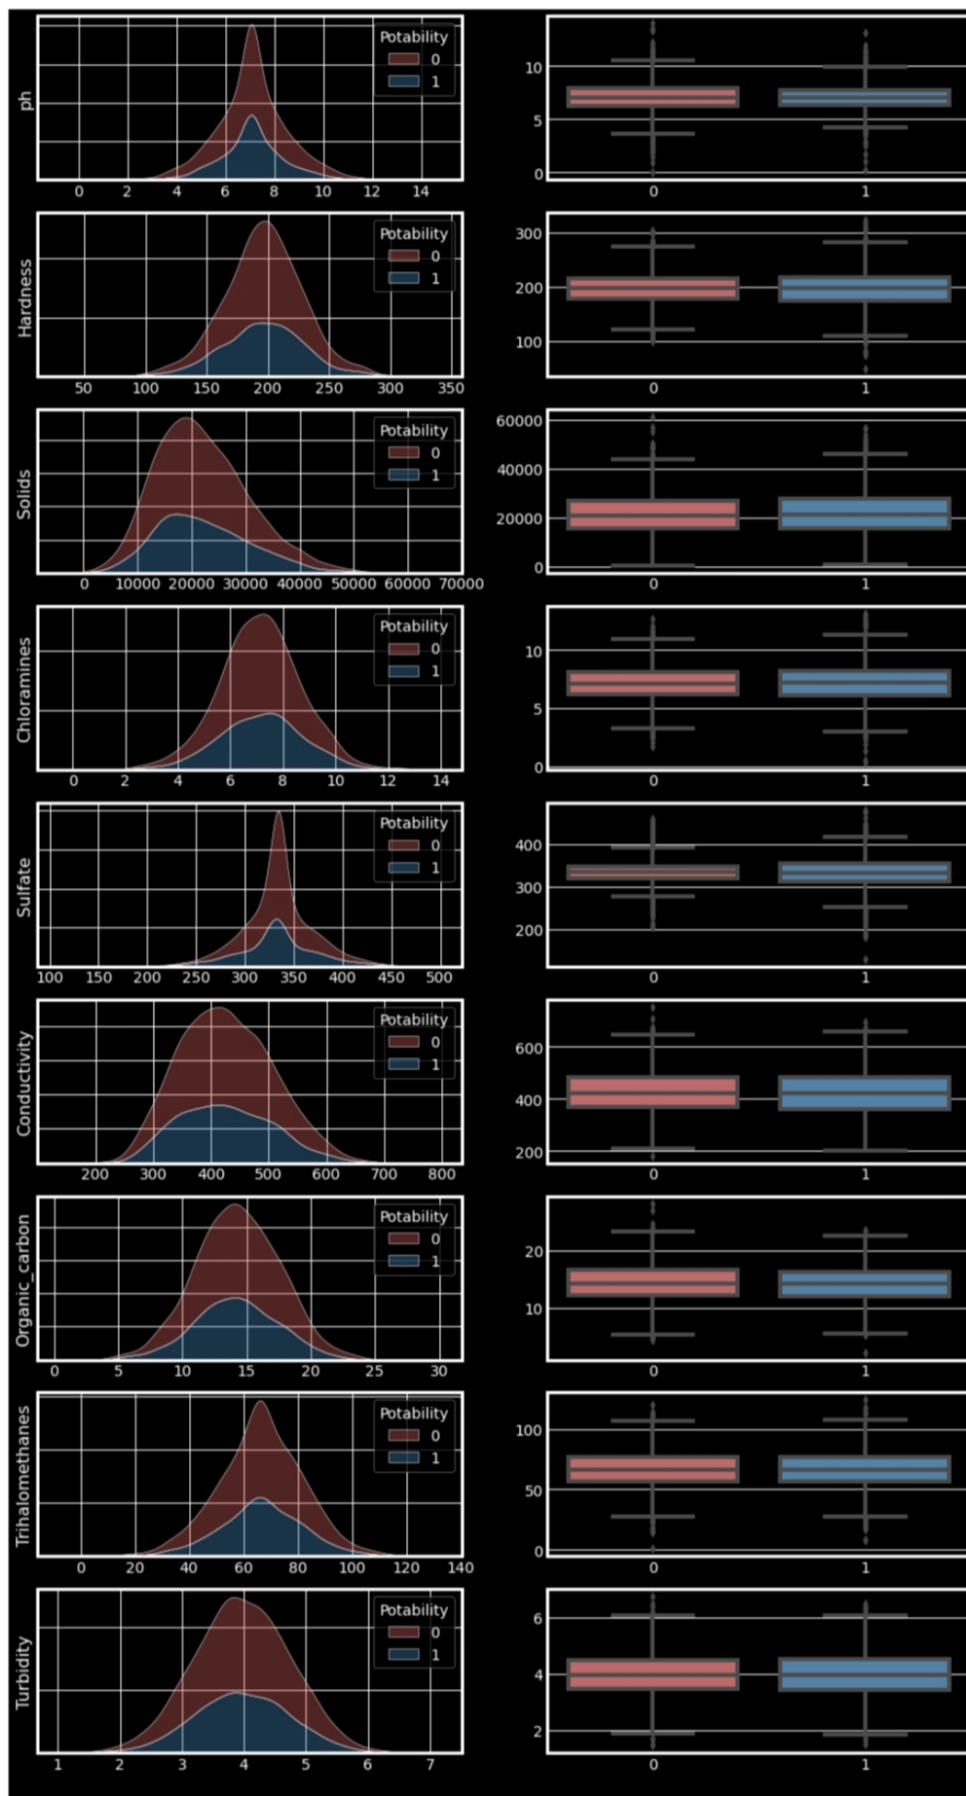 Potability
0
1
ph
0 2 4 6 8 10 12 14
10
5
0
0 1
Potability
0
1
Hardness
50 100 150 200 250 300 350
300
200
100
0 1
Potability
0
1
Solids
0 10000 20000 30000 40000 50000 60000 70000
60000
40000
20000
0
0 1
Potability
0
1
Chloramines
0 2 4 6 8 10 12 14
10
5
0
0 1
Potability
0
1
Sulfate
100 150 200 250 300 350 400 450 500
400
300
200
0 1
Potability
0
1
Conductivity
200 300 400 500 600 700 800
600
400
200
0 1
Potability
0
1
Organic_carbon
0 5 10 15 20 25 30
20
10
0 1
Potability
0
1
Trihalomethanes
0 20 40 60 80 100 120 140
100
50
0
0 1
Potability
0
1
Turbidity
1 2 3 4 5 6 7
6
4
2
0 1